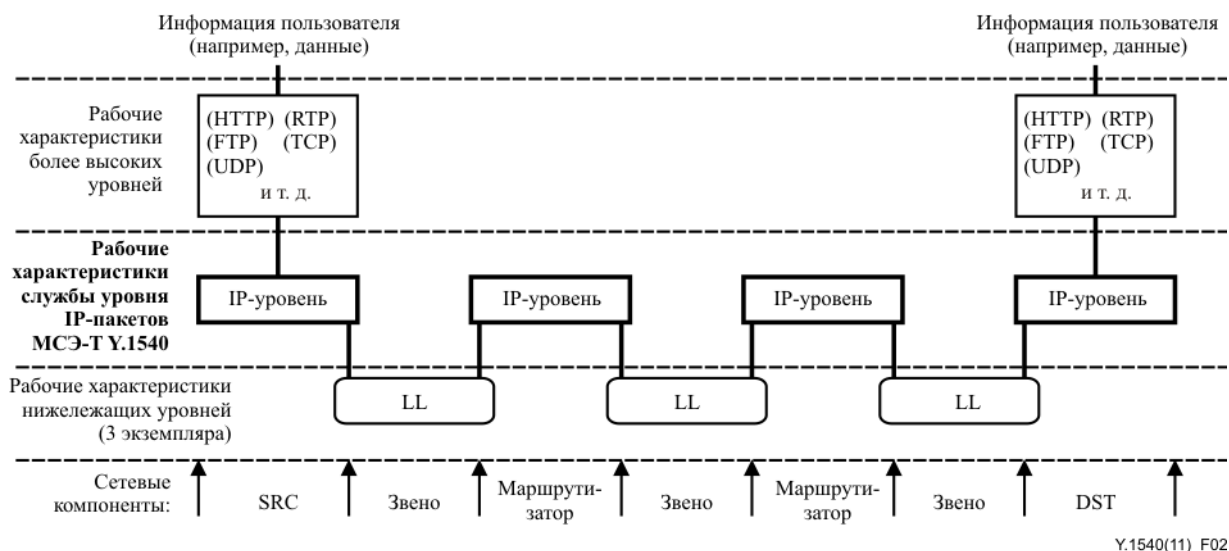 Информация пользователя
(например, данные)
Информация пользователя
(например, данные)
Рабочие
характеристики
более высоких
уровней
(HTTP) (RTP)
(FTP) (TCP)
(UDP)
и т. д.
(HTTP) (RTP)
(FTP) (TCP)
(UDP)
и т. д.
Рабочие
характеристики
службы уровня
IP-пакетов
МСЭ-Т Y.1540
IP-уровень
IP-уровень
IP-уровень
IP-уровень
Рабочие характеристики
нижележащих уровней
(3 экземпляра)
LL
LL
LL
Сетевые
компоненты:
SRC
Звено
Маршрути-
затор
Звено
Маршрути-
затор
Звено
DST
Y.1540(11)_F02